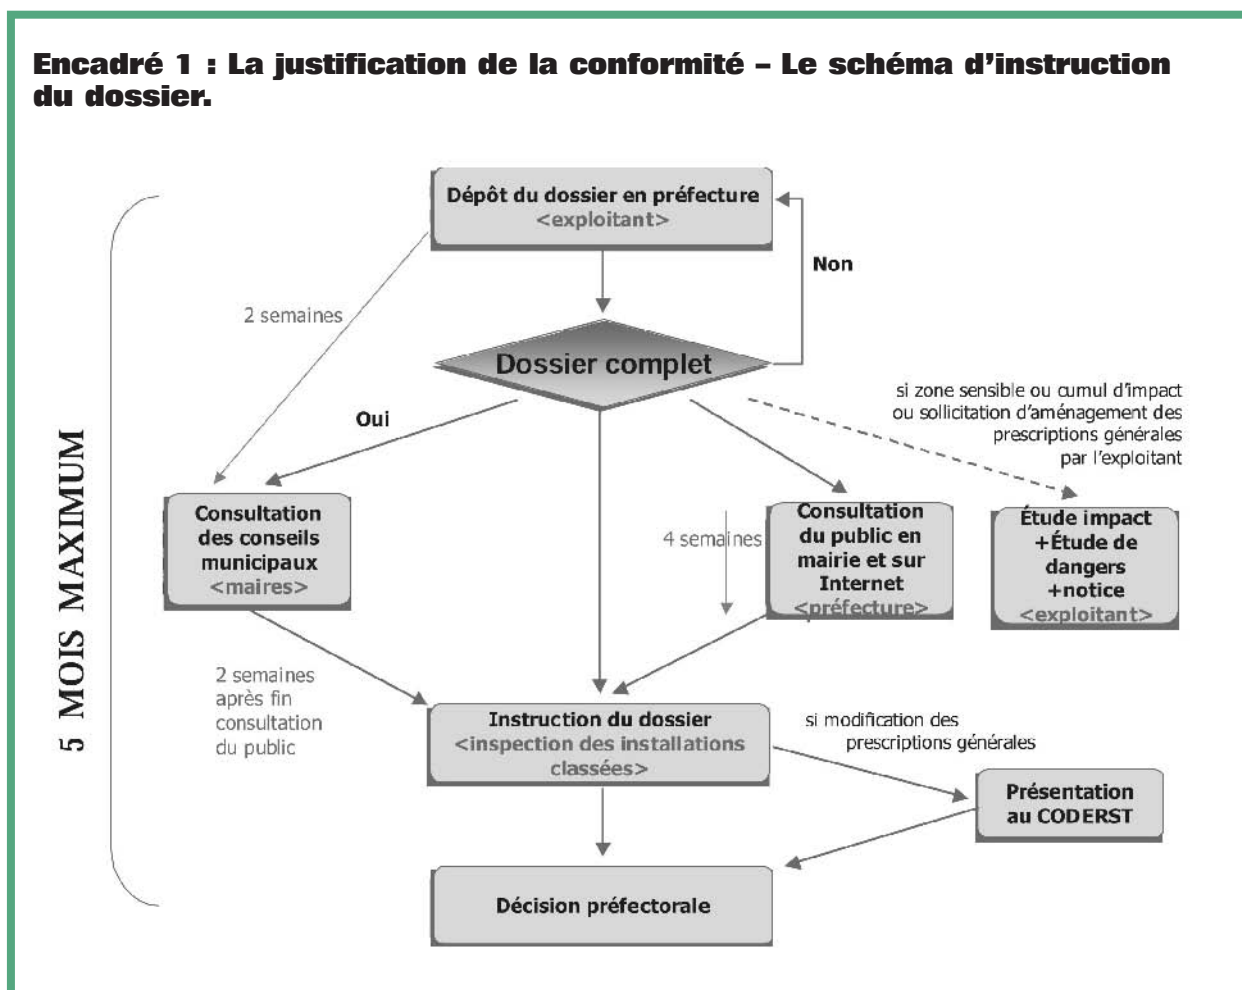 Encadré 1 : La justification de la conformité – Le schéma d’instruction
du dossier.
Dépôt du dossier en préfecture
<exploitant>
Non
2 semaines
Dossier complet
si zone sensible ou cumul d’impact
ou sollicitation d’aménagement des
prescriptions générales
par l’exploitant
Oui
5 MOIS MAXIMUM
Consultation
des conseils
municipaux
<maires>
4 semaines
Consultation
du public en
mairie et sur
Internet
<préfecture>
Étude impact
+Étude de
dangers
+notice
<exploitant>
2 semaines
après fin
consultation
du public
Instruction du dossier
<inspection des installations
classées>
si modification des
prescriptions générales
Présentation
au CODERST
Décision préfectorale